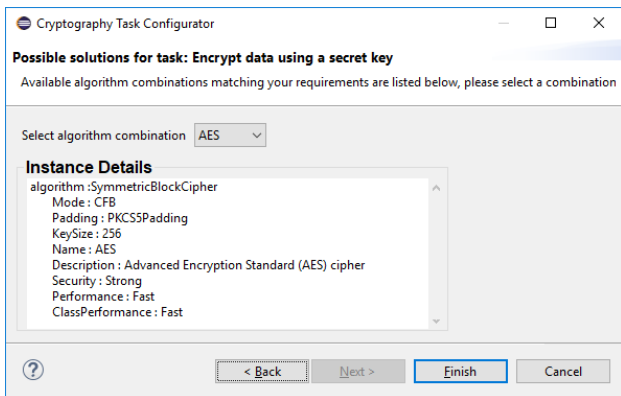 Cryptography Task Configurator
Possible solutions for task: Encrypt data using a secret key
Available algorithm combinations matching your requirements are listed below, please select a combination
Select algorithm combination AES
Instance Details
algorithm :SymmetricBlockCipher
Mode : CFB
Padding : PKCS5Padding
KeySize : 256
Name : AES
Description : Advanced Encryption Standard (AES) cipher
Security : Strong
Performance : Fast
ClassPerformance : Fast
? < Back Next > Finish Cancel